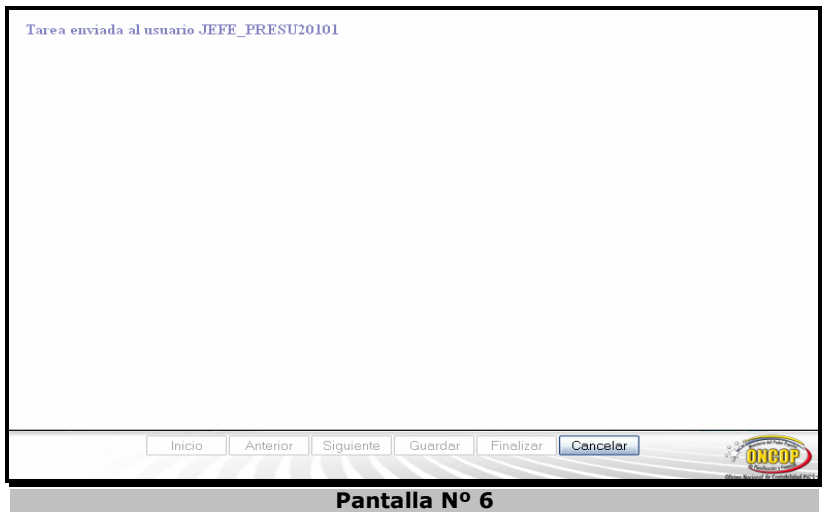 Tarea enviada al usuario JEFE_PRESU20101
Inicio Anterior Siguiente Guardar Finalizar Cancelar
ONCOP
Pantalla Nº 6